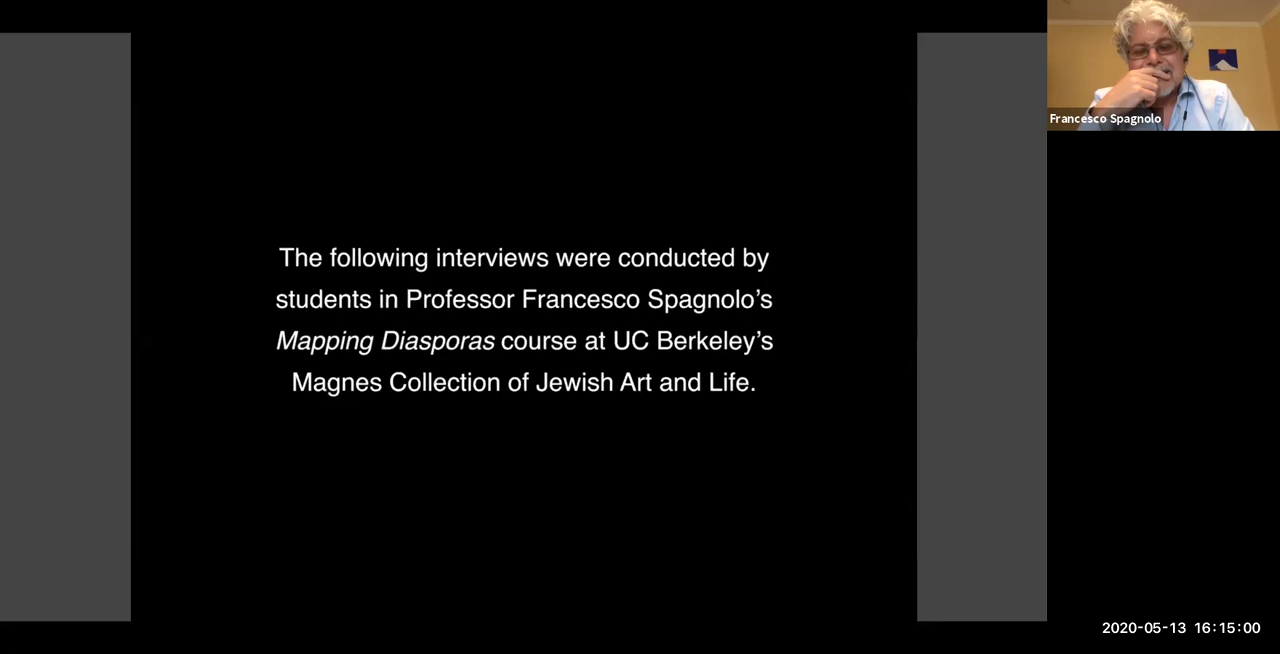 Francesco Spagnolo
The following interviews were conducted by
students in Professor Francesco Spagnolo’s
Mapping Diasporas course at UC Berkeley’s
Magnes Collection of Jewish Art and Life.
2020-05-13 16:15:00